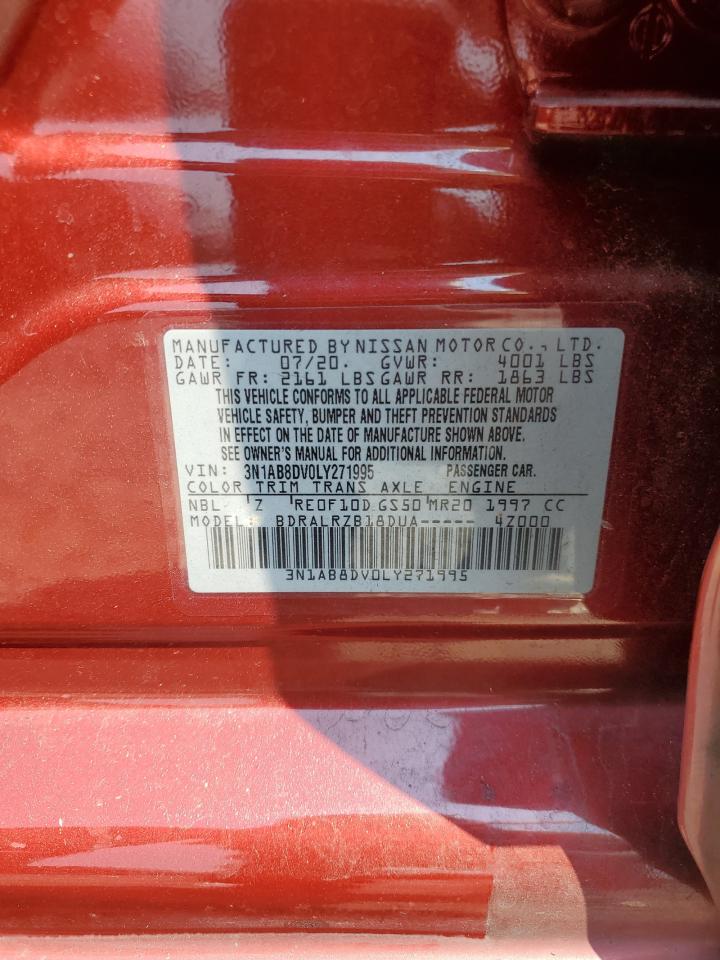 MANUFACTURED BY NISSAN MOTOR CO., LTD.
DATE: 07/20. GVWR: 4001 LBS
GAWR FR: 2161 LBS GAWR RR: 1863 LBS
THIS VEHICLE CONFORMS TO ALL APPLICABLE FEDERAL MOTOR
VEHICLE SAFETY, BUMPER AND THEFT PREVENTION STANDARDS
IN EFFECT ON THE DATE OF MANUFACTURE SHOWN ABOVE.
SEE OWNER'S MANUAL FOR ADDITIONAL INFORMATION.
VIN: 3N1AB8DV0LY271995 PASSENGER CAR.
COLOR TRIM TRANS AXLE ENGINE
NBL Z RE0F10D GS50 MR20 1997 CC
MODEL: BDRALRZB18DUA----- 4Z000
3N1AB8DV0LY271995